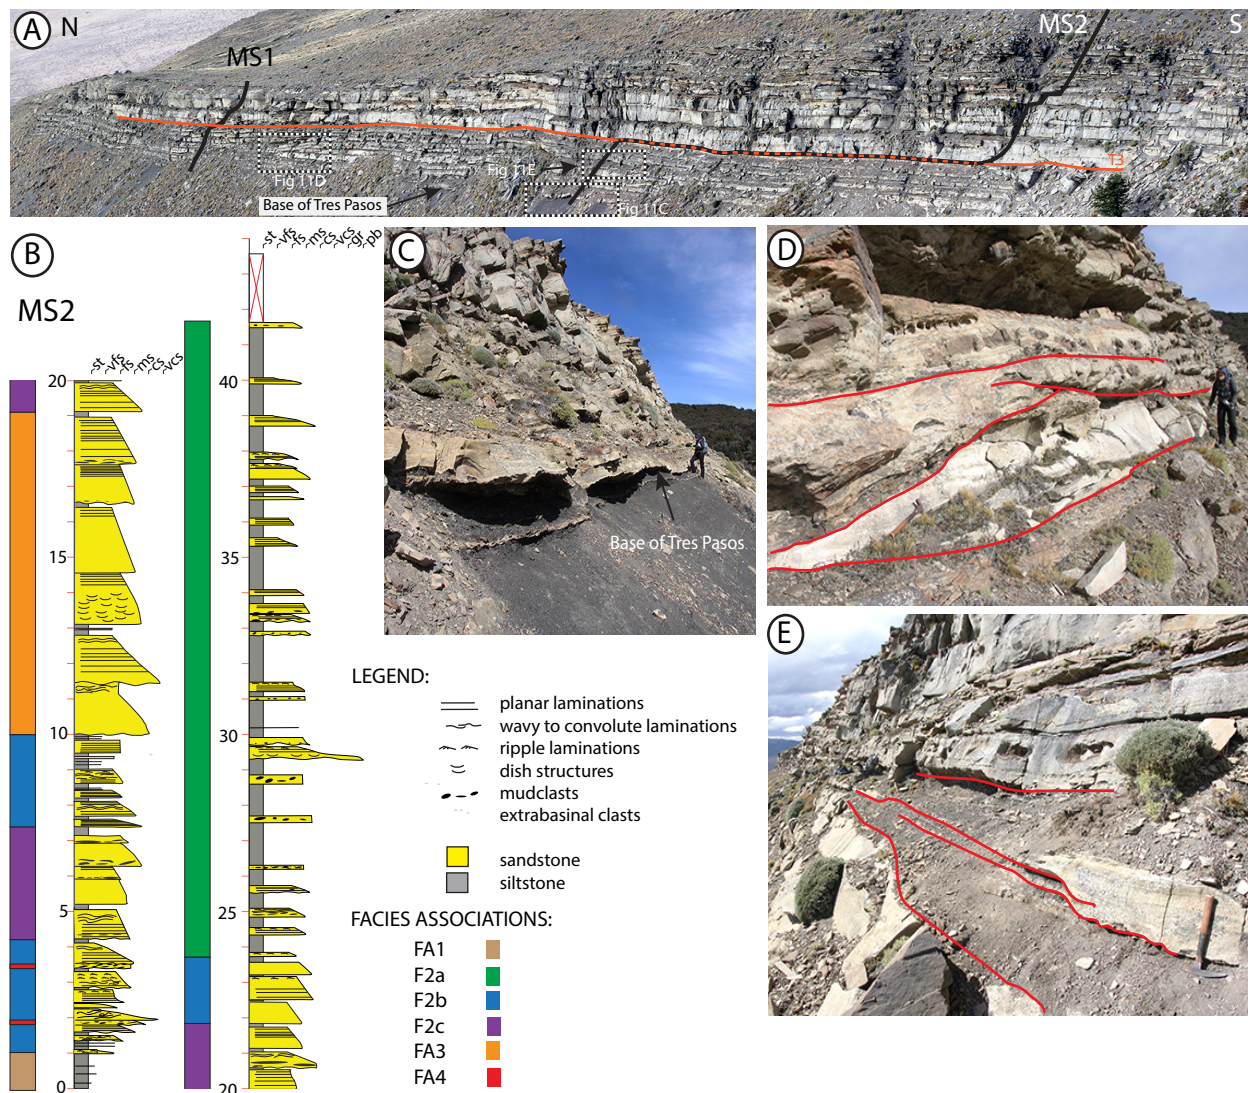 A
N
MS1
MS2
S
T3
Fig 11D
Fig 11E
Base of Tres Pasos
Fig 11C
B
MS2
st
vfs
fs
ms
cs
vcs
20
15
10
5
0
st
vfs
fs
ms
cs
vcs
gr
pb
40
35
30
25
20
C
Base of Tres Pasos
D
E
LEGEND:
planar laminations
wavy to convolute laminations
ripple laminations
dish structures
mudclasts
extrabasinal clasts
sandstone
siltstone
FACIES ASSOCIATIONS:
FA1
F2a
F2b
F2c
FA3
FA4